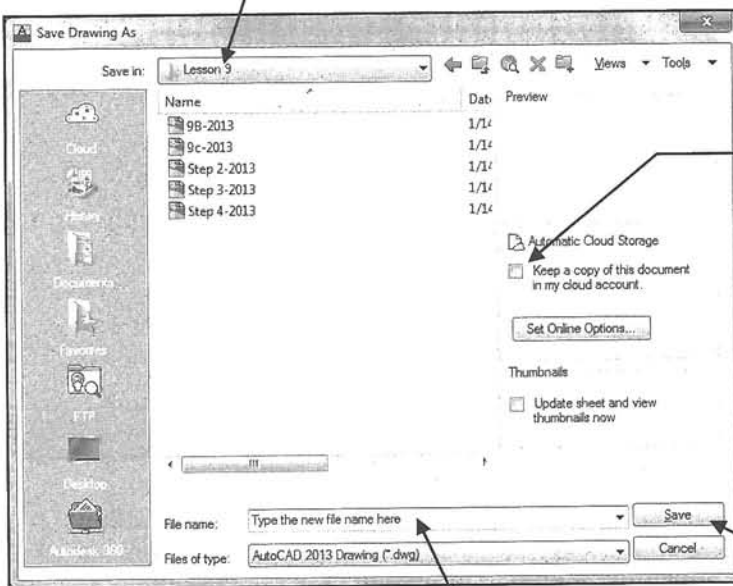 Save Drawing As
Save in: Lesson 9 Views Tools
Name Date Preview
9B-2013 1/14
9c-2013 1/14
Step 2-2013 1/14
Step 3-2013 1/14
Step 4-2013 1/14
Cloud
History
Documents
Favorites
FTP
Desktop
Autodesk 360
Automatic Cloud Storage
Keep a copy of this document
in my cloud account.
Set Online Options...
Thumbnails
Update sheet and view
thumbnails now
File name: Type the new file name here Save
Files of type: AutoCAD 2013 Drawing (*.dwg) Cancel